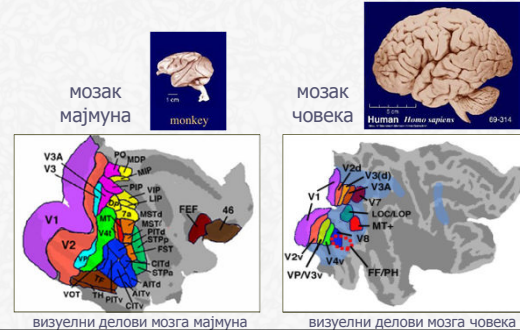 мозак
мајмуна
1 cm
monkey
мозак
човека
5 cm
Human Homo sapiens 69-314
PO
MDP
MIP
V3A
V3
PIP
VIP
LIP
DP
7a
MSTd
MSTl
PITd
STPp
FST
CITd
STPa
AITd
AITv
CITv
PITv
TH
TF
VOT
VP
V4t
MT
V1
V2
FEF
46
V2d
V3(d)
V3A
V7
V1
LOC/LOP
MT+
V8
V2v
V4v
VP/V3v
FF/PH
визуелни делови мозга мајмуна
визуелни делови мозга човека